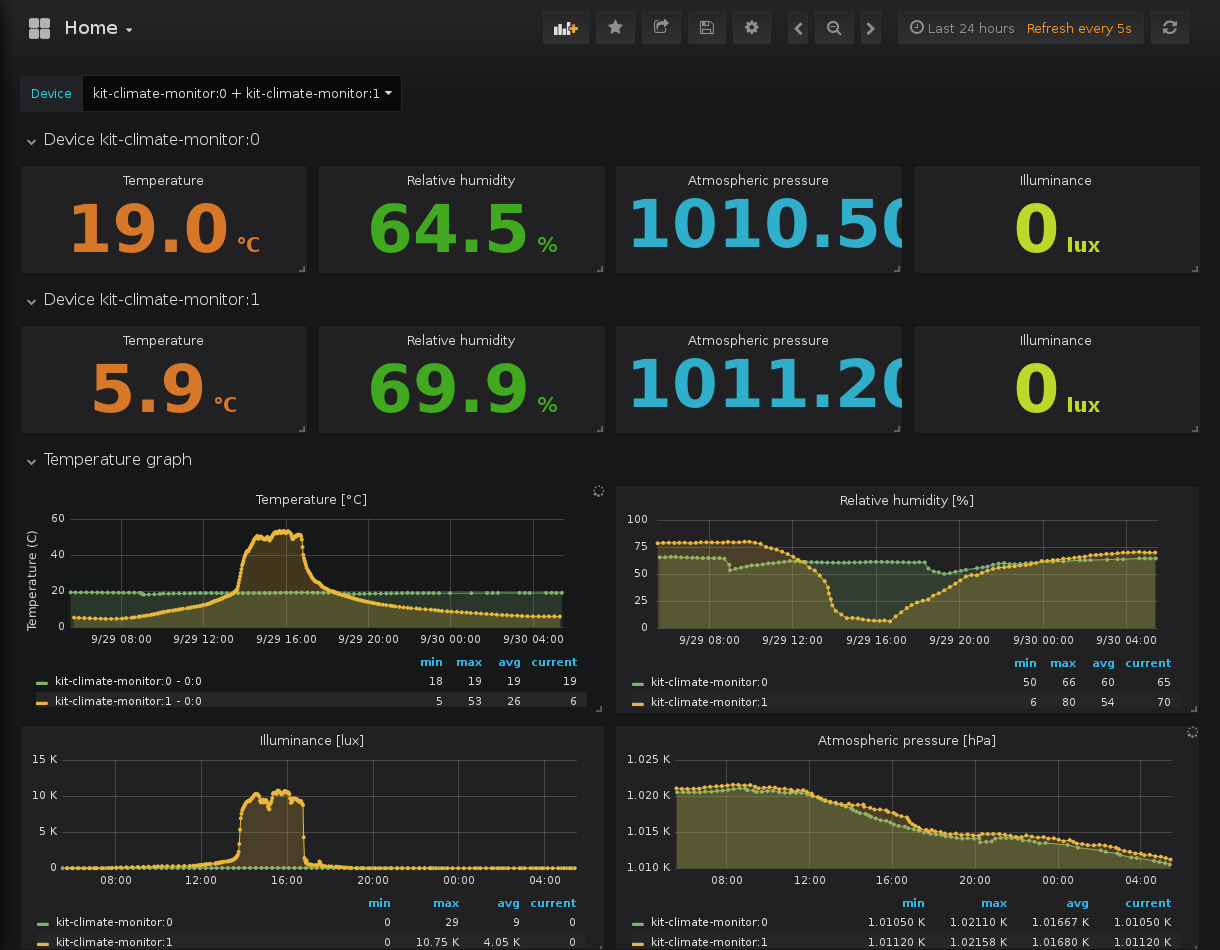 Home
Last 24 hours Refresh every 5s
Device kit-climate-monitor:0 + kit-climate-monitor:1
Device kit-climate-monitor:0
Temperature Relative humidity Atmospheric pressure Illuminance
19.0 °C 64.5 % 1010.50 0 lux
Device kit-climate-monitor:1
Temperature Relative humidity Atmospheric pressure Illuminance
5.9 °C 69.9 % 1011.20 0 lux
Temperature graph
Temperature [°C]
Temperature (C)
60
40
20
0
9/29 08:00 9/29 12:00 9/29 16:00 9/29 20:00 9/30 00:00 9/30 04:00
min max avg current
kit-climate-monitor:0 - 0:0 18 19 19 19
kit-climate-monitor:1 - 0:0 5 53 26 6
Relative humidity [%]
100
75
50
25
0
9/29 08:00 9/29 12:00 9/29 16:00 9/29 20:00 9/30 00:00 9/30 04:00
min max avg current
kit-climate-monitor:0 50 66 60 65
kit-climate-monitor:1 6 80 54 70
Illuminance [lux]
15 K
10 K
5 K
0
08:00 12:00 16:00 20:00 00:00 04:00
min max avg current
kit-climate-monitor:0 0 29 9 0
kit-climate-monitor:1 0 10.75 K 4.05 K 0
Atmospheric pressure [hPa]
1.025 K
1.020 K
1.015 K
1.010 K
08:00 12:00 16:00 20:00 00:00 04:00
min max avg current
kit-climate-monitor:0 1.01050 K 1.02110 K 1.01667 K 1.01050 K
kit-climate-monitor:1 1.01120 K 1.02158 K 1.01680 K 1.01120 K